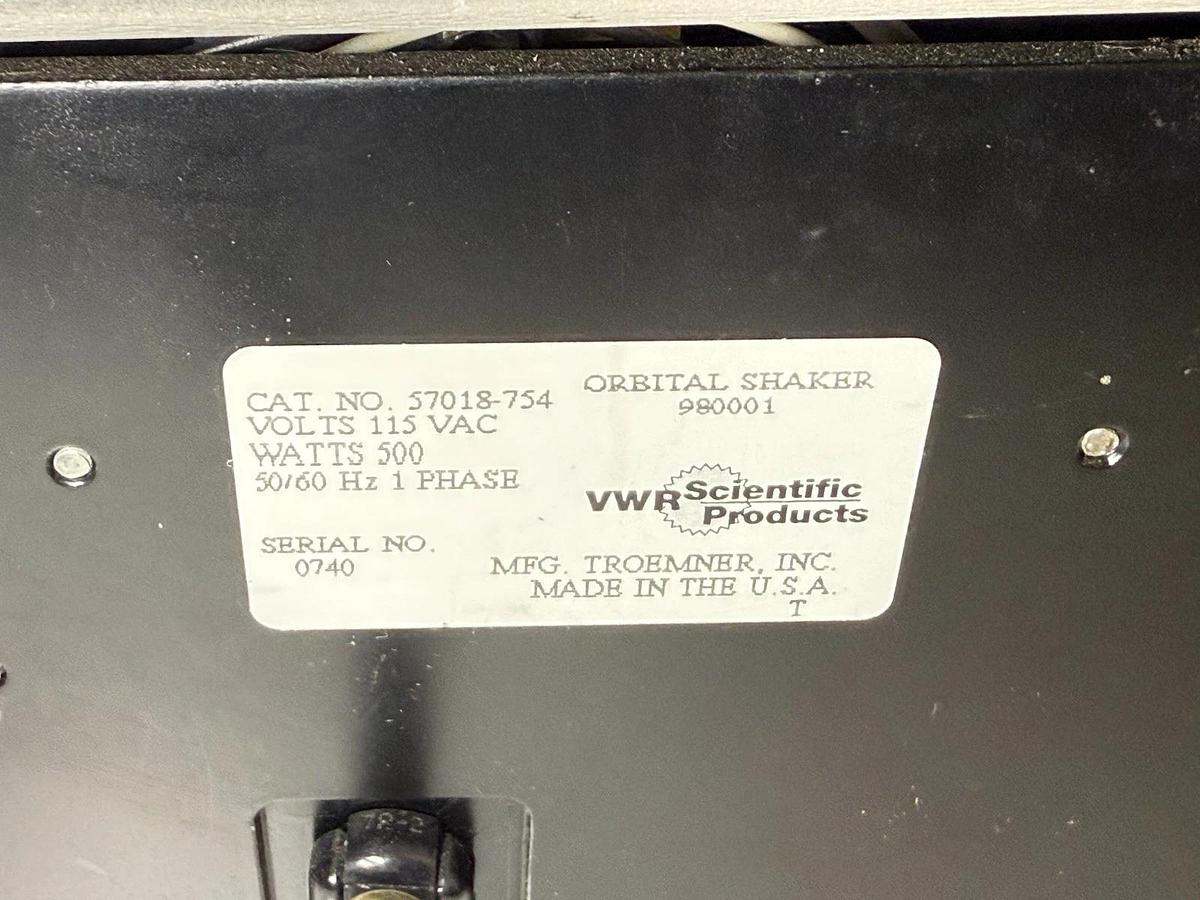 CAT. NO. 57018-754
VOLTS 115 VAC
WATTS 500
50/60 Hz 1 PHASE
SERIAL NO.
0740
ORBITAL SHAKER
980001
VWR Scientific
Products
MFG. TROEMNER, INC.
MADE IN THE U.S.A.
T